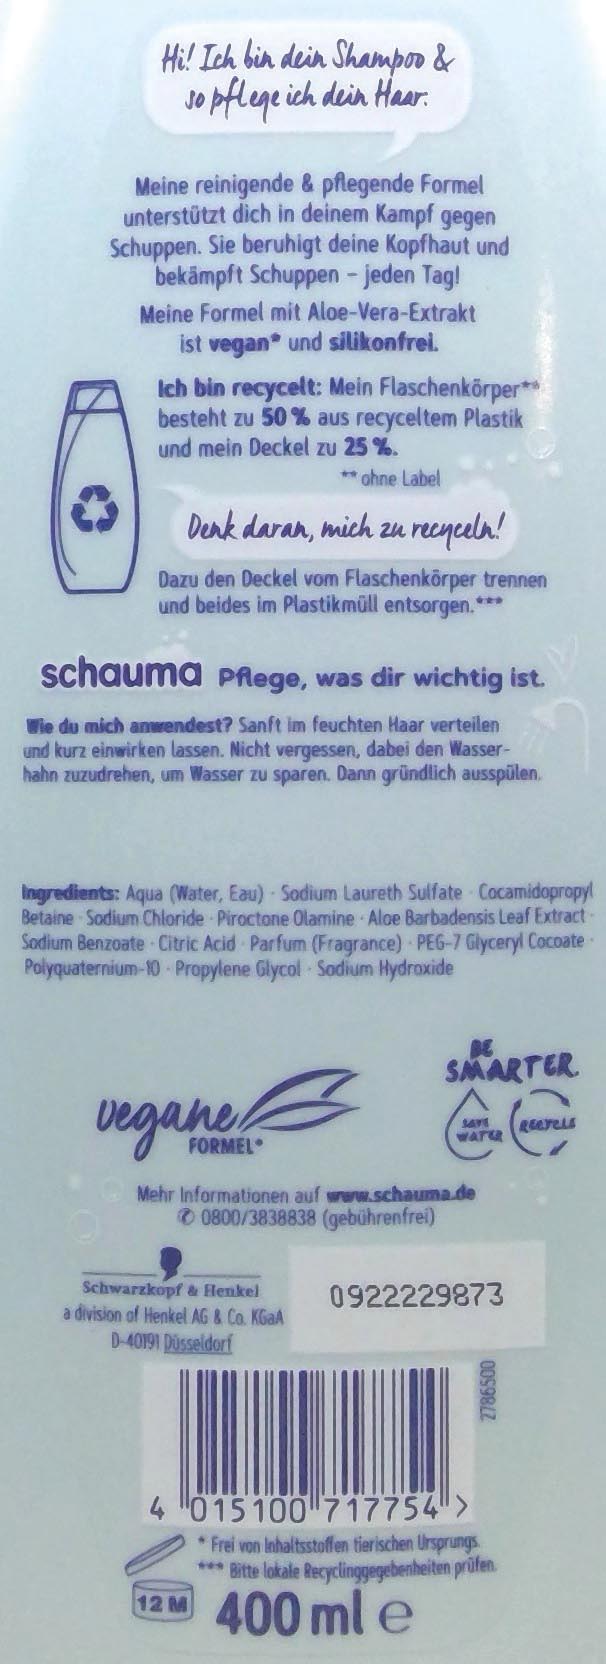 Hi! Ich bin dein Shampoo &
so pflege ich dein Haar.
Meine reinigende & pflegende Formel
unterstützt dich in deinem Kampf gegen
Schuppen. Sie beruhigt deine Kopfhaut und
bekämpft Schuppen – jeden Tag!
Meine Formel mit Aloe-Vera-Extrakt
ist vegan* und silikonfrei.
Ich bin recycelt: Mein Flaschenkörper**
besteht zu 50 % aus recyceltem Plastik
und mein Deckel zu 25 %.
** ohne Label
Denk daran, mich zu recyceln!
Dazu den Deckel vom Flaschenkörper trennen
und beides im Plastikmüll entsorgen.***
schauma Pflege, was dir wichtig ist.
Wie du mich anwendest? Sanft im feuchten Haar verteilen
und kurz einwirken lassen. Nicht vergessen, dabei den Wasser-
hahn zuzudrehen, um Wasser zu sparen. Dann gründlich ausspülen.
Ingredients: Aqua (Water, Eau) · Sodium Laureth Sulfate · Cocamidopropyl
Betaine · Sodium Chloride · Piroctone Olamine · Aloe Barbadensis Leaf Extract ·
Sodium Benzoate · Citric Acid · Parfum (Fragrance) · PEG-7 Glyceryl Cocoate ·
Polyquaternium-10 · Propylene Glycol · Sodium Hydroxide
BE
SMARTER.
SAVE
WATER
RECYCLE
vegane
FORMEL*
Mehr Informationen auf www.schauma.de
✆ 0800/3838838 (gebührenfrei)
Schwarzkopf & Henkel
a division of Henkel AG & Co. KGaA
D-40191 Düsseldorf
0922229873
2786500
4 015100 717754 >
* Frei von Inhaltsstoffen tierischen Ursprungs.
*** Bitte lokale Recyclinggegebenheiten prüfen.
12 M
400 ml e